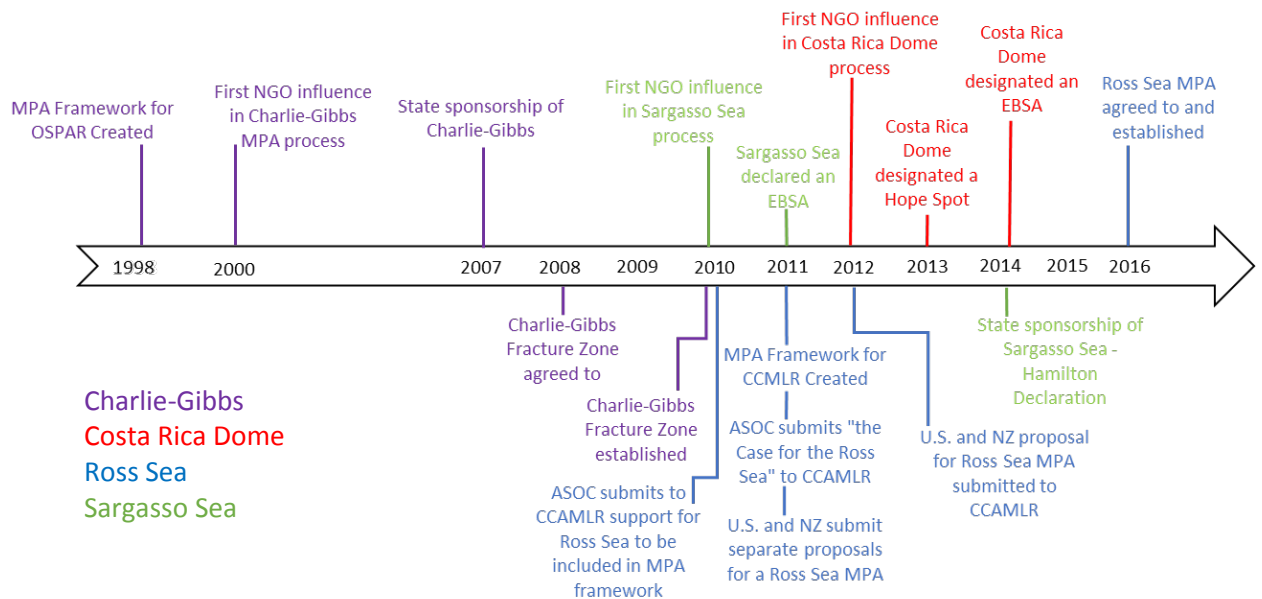 MPA Framework for
OSPAR Created
First NGO influence
in Charlie-Gibbs
MPA process
State sponsorship of
Charlie-Gibbs
First NGO influence
in Sargasso Sea
process
Sargasso Sea
declared an
EBSA
First NGO influence
in Costa Rica Dome
process
Costa Rica
Dome
designated a
Hope Spot
Costa Rica
Dome
designated an
EBSA
Ross Sea MPA
agreed to and
established
1998
2000
2007
2008
2009
2010
2011
2012
2013
2014
2015
2016
Charlie-Gibbs
Fracture Zone
agreed to
Charlie-Gibbs
Fracture Zone
established
ASOC submits to
CCAMLR support for
Ross Sea to be
included in MPA
framework
MPA Framework for
CCMLR Created
ASOC submits "the
Case for the Ross
Sea" to CCAMLR
U.S. and NZ submit
separate proposals
for a Ross Sea MPA
U.S. and NZ proposal
for Ross Sea MPA
submitted to
CCAMLR
State sponsorship of
Sargasso Sea -
Hamilton
Declaration
Charlie-Gibbs
Costa Rica Dome
Ross Sea
Sargasso Sea